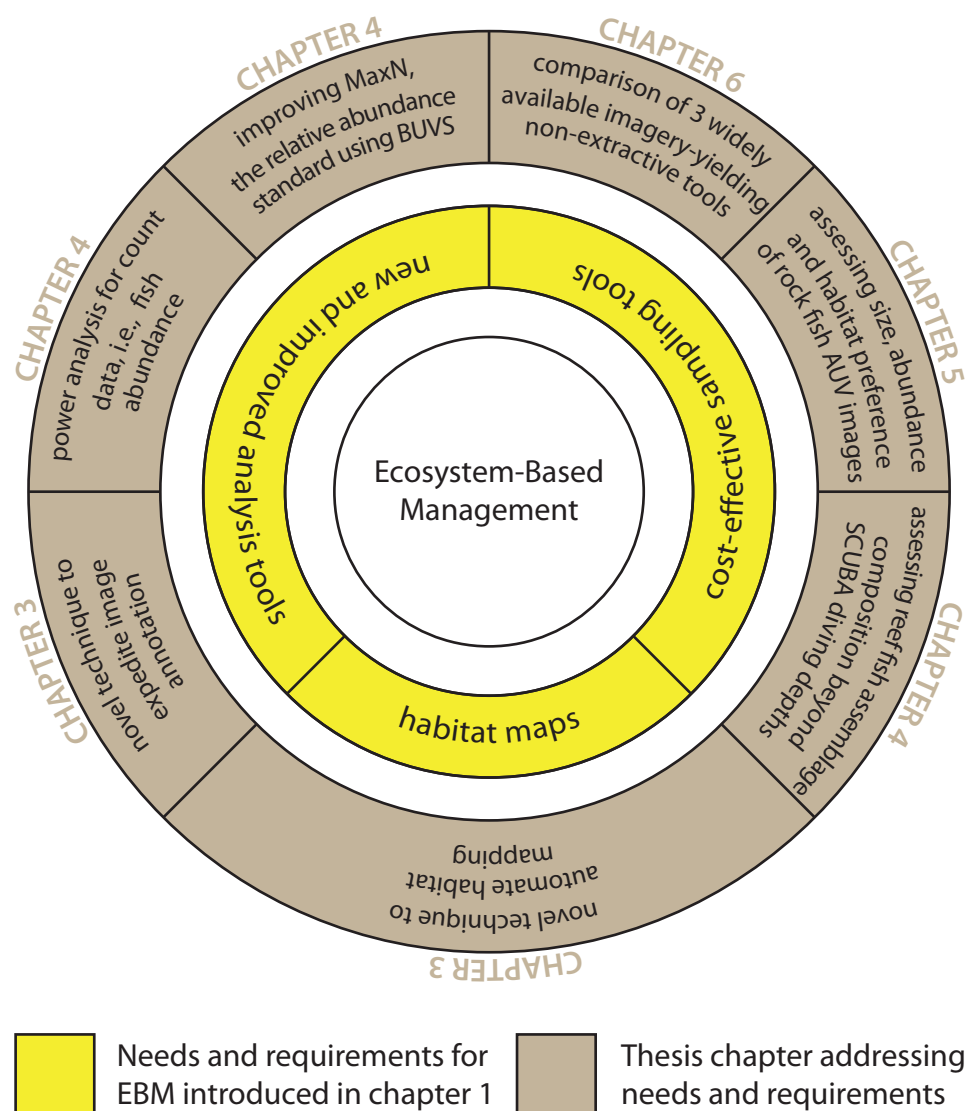 CHAPTER 4
improving MaxN,
the relative abundance
standard using BUVS
CHAPTER 6
comparison of 3 widely
available imagery-yielding
non-extractive tools
CHAPTER 5
assessing size, abundance
and habitat preference
of rock fish AUV images
CHAPTER 4
assessing reef fish assemblage
composition beyond
SCUBA diving depths
CHAPTER 3
novel technique to
automate habitat
mapping
CHAPTER 3
novel technique to
expedite image
annotation
CHAPTER 4
power analysis for count
data, i.e., fish
abundance
new and improved analysis tools
cost-effective sampling tools
habitat maps
Ecosystem-Based
Management
Needs and requirements for
EBM introduced in chapter 1
Thesis chapter addressing
needs and requirements